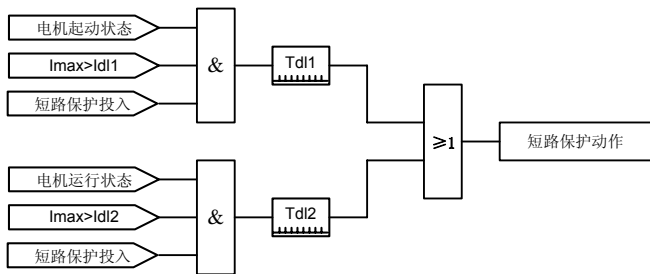 电机起动状态
Imax>Idl1
短路保护投入
&
Tdl1
≥1
短路保护动作
电机运行状态
Imax>Idl2
短路保护投入
&
Tdl2